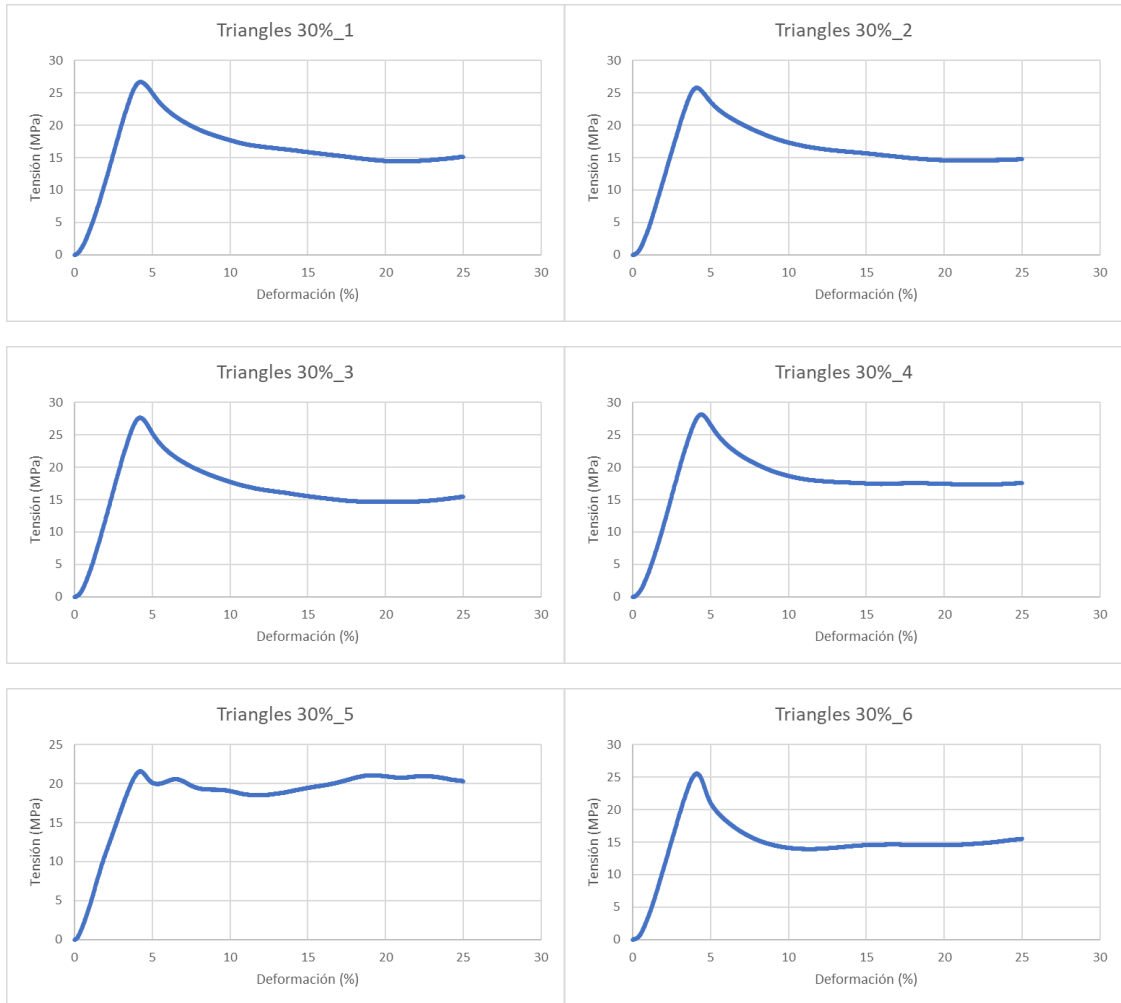 Triangles 30%_1
30
25
20
15
10
5
0
Tensión (MPa)
0 5 10 15 20 25 30
Deformación (%)
Triangles 30%_2
30
25
20
15
10
5
0
Tensión (MPa)
0 5 10 15 20 25 30
Deformación (%)
Triangles 30%_3
30
25
20
15
10
5
0
Tensión (MPa)
0 5 10 15 20 25 30
Deformación (%)
Triangles 30%_4
30
25
20
15
10
5
0
Tensión (MPa)
0 5 10 15 20 25 30
Deformación (%)
Triangles 30%_5
25
20
15
10
5
0
Tensión (MPa)
0 5 10 15 20 25 30
Deformación (%)
Triangles 30%_6
30
25
20
15
10
5
0
Tensión (MPa)
0 5 10 15 20 25 30
Deformación (%)